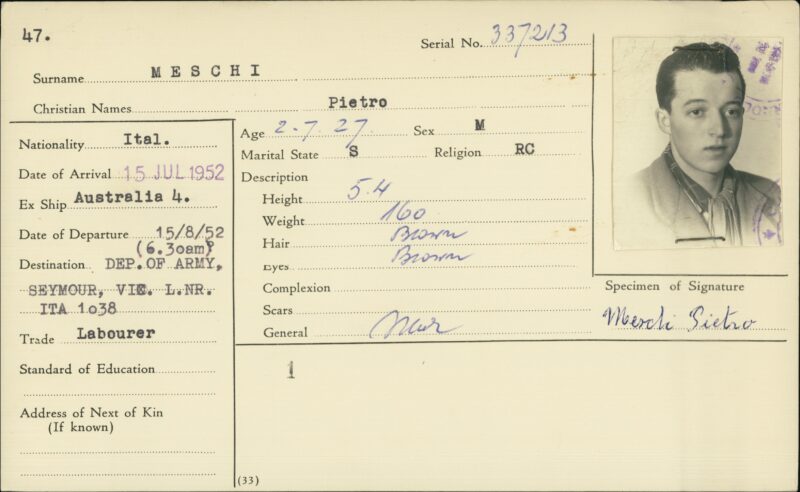 47.
Serial No. 337213
Surname MESCHI
Christian Names Pietro
Nationality Ital.
Date of Arrival 15 JUL 1952
Ex Ship Australia 4.
Date of Departure 15/8/52
(6.30am)
Destination DEP. OF ARMY,
SEYMOUR, VIC. L.NR.
ITA 1038
Trade Labourer
Standard of Education
Address of Next of Kin
(If known)
Age 2.7.27. Sex M
Marital State S Religion RC
Description
Height 5.4
Weight 160
Hair Brown
Eyes Brown
Complexion
Scars
General
1
(33)
Specimen of Signature
Meschi Pietro